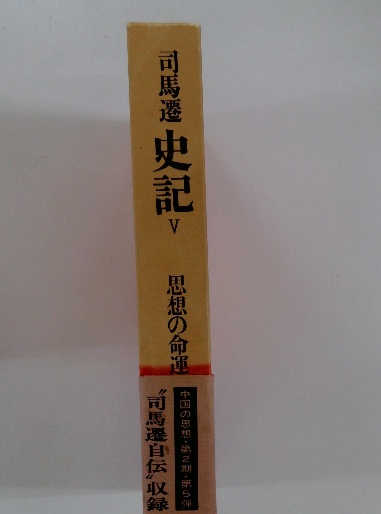 司馬遷
史記
V
思想の命運
中国の思想・第2期・第5弾
“司馬遷自伝”収録